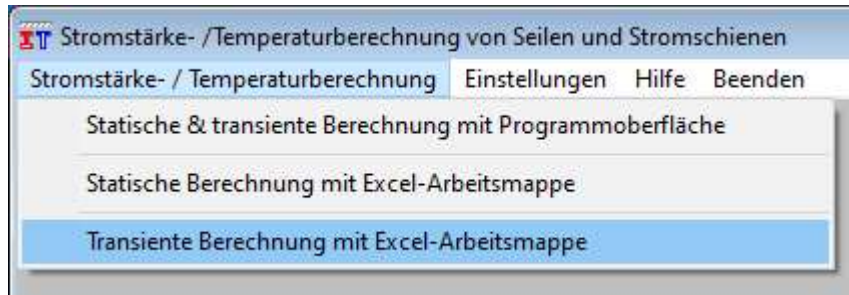 IT Stromstärke- /Temperaturberechnung von Seilen und Stromschienen
Stromstärke- / Temperaturberechnung Einstellungen Hilfe Beenden
Statische & transiente Berechnung mit Programmoberfläche
Statische Berechnung mit Excel-Arbeitsmappe
Transiente Berechnung mit Excel-Arbeitsmappe